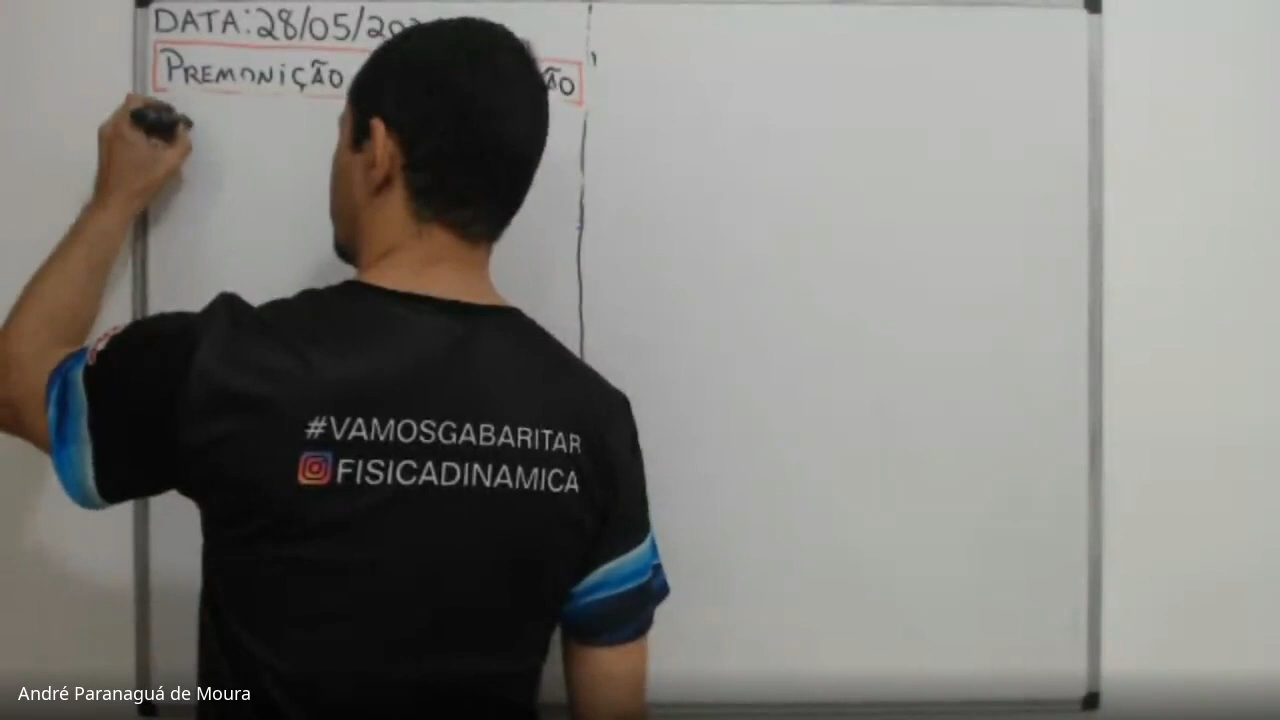 DATA: 28/05/20
PREMONIÇÃO ÃO
#VAMOSGABARITAR
FISICADINAMICA
André Paranaguá de Moura